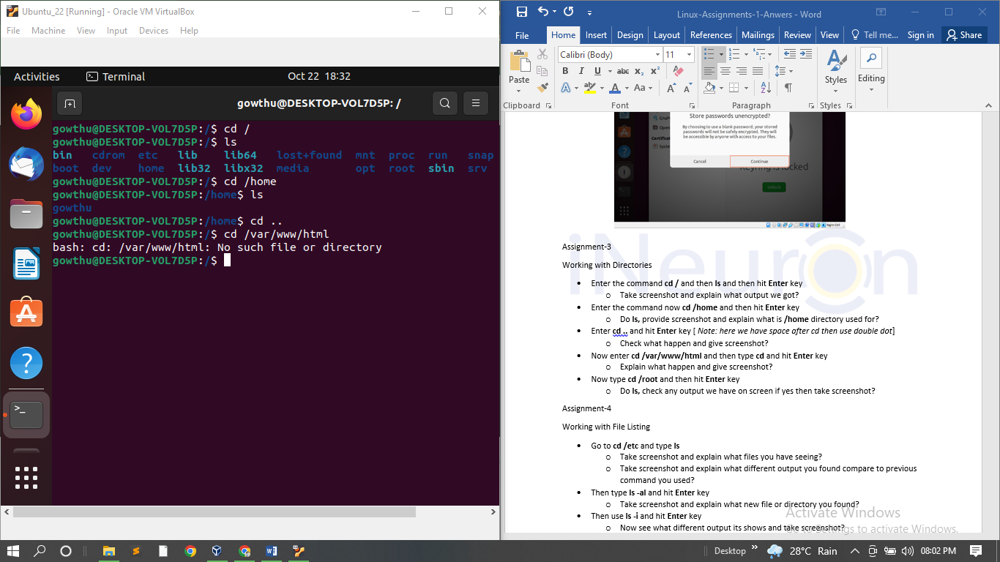 Ubuntu_22 [Running] - Oracle VM VirtualBox
File Machine View Input Devices Help
Activities Terminal Oct 22 18:32
gowthu@DESKTOP-VOL7D5P: /
gowthu@DESKTOP-VOL7D5P:/$ cd /
gowthu@DESKTOP-VOL7D5P:/$ ls
bin cdrom etc lib lib64 lost+found mnt proc run snap
boot dev home lib32 libx32 media opt root sbin srv
gowthu@DESKTOP-VOL7D5P:/$ cd /home
gowthu@DESKTOP-VOL7D5P:/home$ ls
gowthu
gowthu@DESKTOP-VOL7D5P:/home$ cd ..
gowthu@DESKTOP-VOL7D5P:/$ cd /var/www/html
bash: cd: /var/www/html: No such file or directory
gowthu@DESKTOP-VOL7D5P:/$
Linux-Assignments-1-Anwers - Word
File Home Insert Design Layout References Mailings Review View Tell me... Sign in Share
Calibri (Body) 11
Paste Styles Editing
Clipboard Font Paragraph Styles
Store passwords unencrypted?
By choosing to use a blank password, your stored
passwords will not be safely encrypted. They will
be accessible by anyone with access to your files.
Cancel Continue
Keyring is locked
Unlock
Right Ctrl
iNeuron
Assignment-3
Working with Directories
• Enter the command cd / and then ls and then hit Enter key
o Take screenshot and explain what output we got?
• Enter the command now cd /home and then hit Enter key
o Do ls, provide screenshot and explain what is /home directory used for?
• Enter cd .. and hit Enter key [ Note: here we have space after cd then use double dot]
o Check what happen and give screenshot?
• Now enter cd /var/www/html and then type cd and hit Enter key
o Explain what happen and give screenshot?
• Now type cd /root and then hit Enter key
o Do ls, check any output we have on screen if yes then take screenshot?
Assignment-4
Working with File Listing
• Go to cd /etc and type ls
o Take screenshot and explain what files you have seeing?
o Take screenshot and explain what different output you found compare to previous
command you used?
• Then type ls -al and hit Enter key
o Take screenshot and explain what new file or directory you found?
• Then use ls -i and hit Enter key
o Now see what different output its shows and take screenshot?
Activate Windows
Go to Settings to activate Windows.
Desktop 28°C Rain 08:02 PM